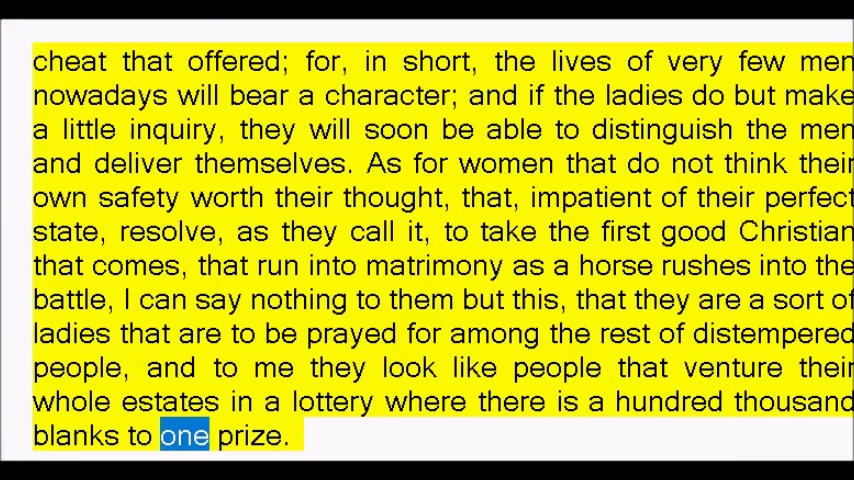 cheat that offered; for, in short, the lives of very few men
nowadays will bear a character; and if the ladies do but make
a little inquiry, they will soon be able to distinguish the men
and deliver themselves. As for women that do not think their
own safety worth their thought, that, impatient of their perfect
state, resolve, as they call it, to take the first good Christian
that comes, that run into matrimony as a horse rushes into the
battle, I can say nothing to them but this, that they are a sort of
ladies that are to be prayed for among the rest of distempered
people, and to me they look like people that venture their
whole estates in a lottery where there is a hundred thousand
blanks to one prize.